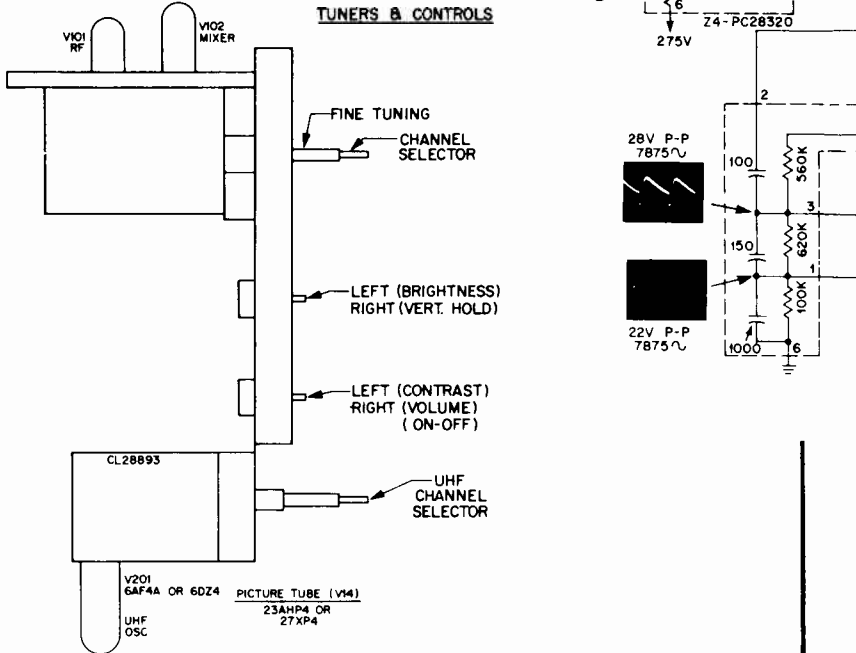 TUNERS & CONTROLS
V101
RF
V102
MIXER
FINE TUNING
CHANNEL
SELECTOR
LEFT (BRIGHTNESS)
RIGHT (VERT. HOLD)
LEFT (CONTRAST)
RIGHT (VOLUME)
(ON-OFF)
CL28893
UHF
CHANNEL
SELECTOR
V201
6AF4A OR 6DZ4
UHF
OSC
PICTURE TUBE (V14)
23AHP4 OR
27XP4
6
Z4-PC28320
275V
2
28V P-P
7875∿
100
560K
3
150
620K
1
100K
22V P-P
7875∿
1000
6